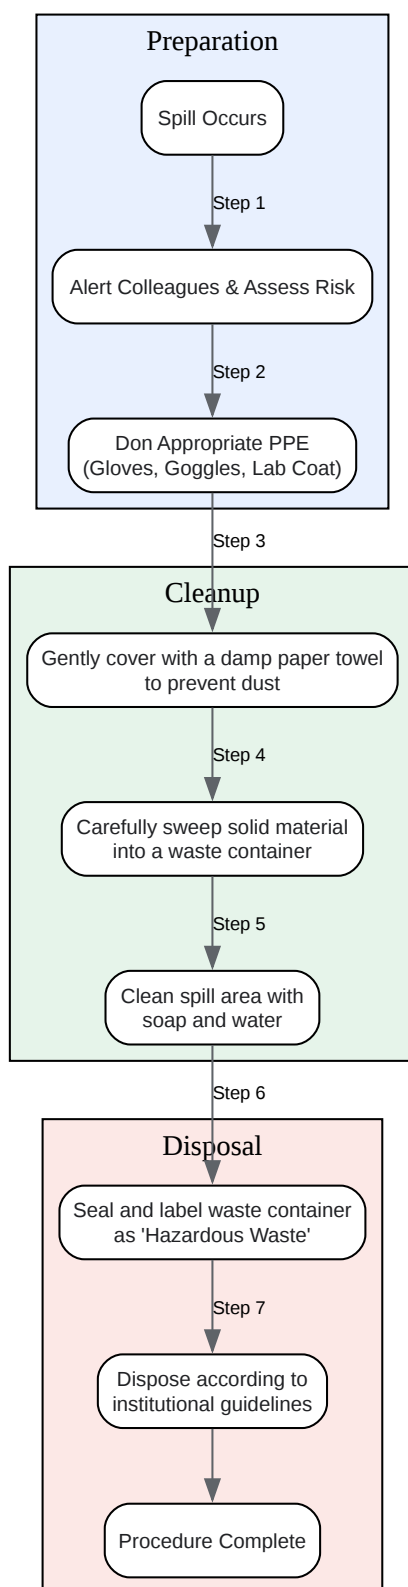 Preparation
Spill Occurs
Step 1
Alert Colleagues & Assess Risk
Step 2
Don Appropriate PPE
(Gloves, Goggles, Lab Coat)
Step 3
Cleanup
Gently cover with a damp paper towel
to prevent dust
Step 4
Carefully sweep solid material
into a waste container
Step 5
Clean spill area with
soap and water
Step 6
Disposal
Seal and label waste container
as 'Hazardous Waste'
Step 7
Dispose according to
institutional guidelines
Procedure Complete